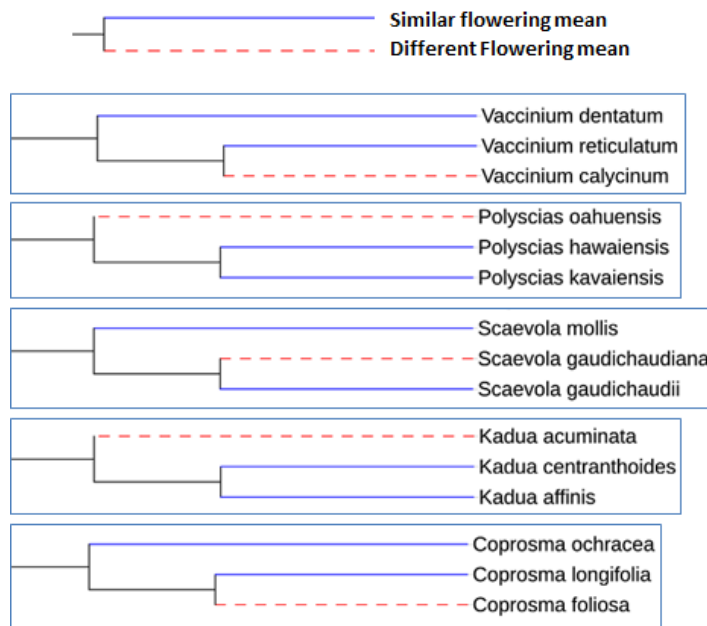 Similar flowering mean
Different Flowering mean
Vaccinium dentatum
Vaccinium reticulatum
Vaccinium calycinum
Polyscias oahuensis
Polyscias hawaiensis
Polyscias kavaiensis
Scaevola mollis
Scaevola gaudichaudiana
Scaevola gaudichaudii
Kadua acuminata
Kadua centranthoides
Kadua affinis
Coprosma ochracea
Coprosma longifolia
Coprosma foliosa